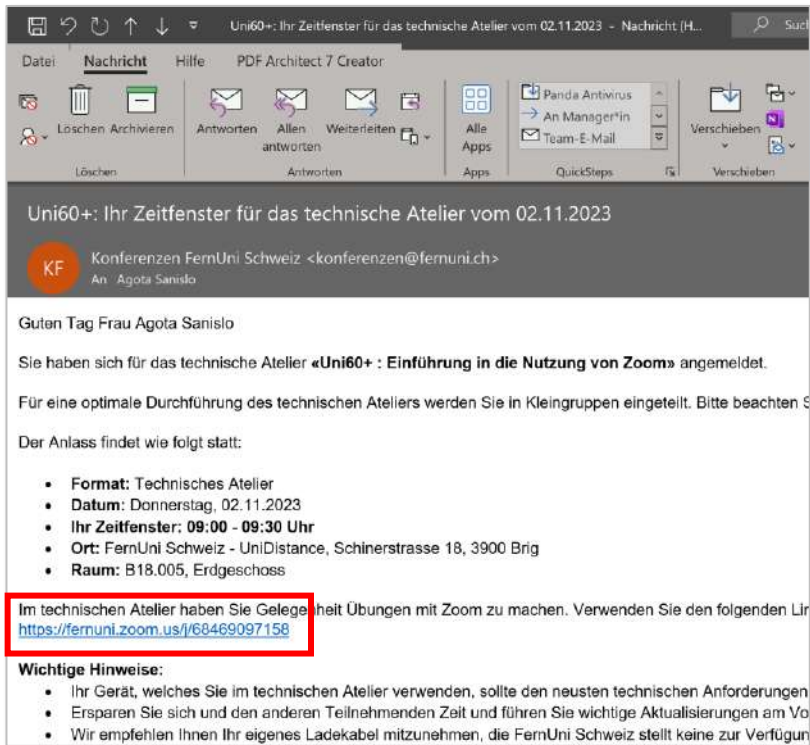 Uni60+: Ihr Zeitfenster für das technische Atelier vom 02.11.2023 - Nachricht (H...
Datei Nachricht Hilfe PDF Architect 7 Creator
Löschen Archivieren Antworten Allen antworten Weiterleiten Alle Apps
Panda Antivirus
An Manager*in
Team-E-Mail
Verschieben
Löschen Antworten Apps QuickSteps Verschieben
Uni60+: Ihr Zeitfenster für das technische Atelier vom 02.11.2023
KF
Konferenzen FernUni Schweiz <konferenzen@fernuni.ch>
An Agota Sanislo
Guten Tag Frau Agota Sanislo
Sie haben sich für das technische Atelier «Uni60+ : Einführung in die Nutzung von Zoom» angemeldet.
Für eine optimale Durchführung des technischen Ateliers werden Sie in Kleingruppen eingeteilt. Bitte beachten
Der Anlass findet wie folgt statt:
• Format: Technisches Atelier
• Datum: Donnerstag, 02.11.2023
• Ihr Zeitfenster: 09:00 - 09:30 Uhr
• Ort: FernUni Schweiz - UniDistance, Schinerstrasse 18, 3900 Brig
• Raum: B18.005, Erdgeschoss
Im technischen Atelier haben Sie Gelegenheit Übungen mit Zoom zu machen. Verwenden Sie den folgenden
https://fernuni.zoom.us/j/68469097158
Wichtige Hinweise:
• Ihr Gerät, welches Sie im technischen Atelier verwenden, sollte den neusten technischen Anforderungen
• Ersparen Sie sich und den anderen Teilnehmenden Zeit und führen Sie wichtige Aktualisierungen am
• Wir empfehlen Ihnen Ihr eigenes Ladekabel mitzunehmen, die FernUni Schweiz stellt keine zur